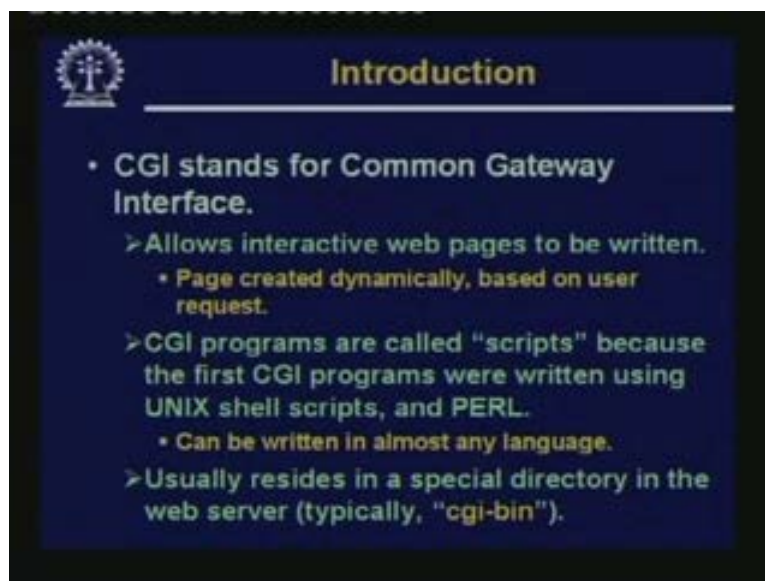 Introduction
• CGI stands for Common Gateway
Interface.
➢Allows interactive web pages to be written.
▪ Page created dynamically, based on user
request.
➢CGI programs are called “scripts” because
the first CGI programs were written using
UNIX shell scripts, and PERL.
▪ Can be written in almost any language.
➢Usually resides in a special directory in the
web server (typically, “cgi-bin”).